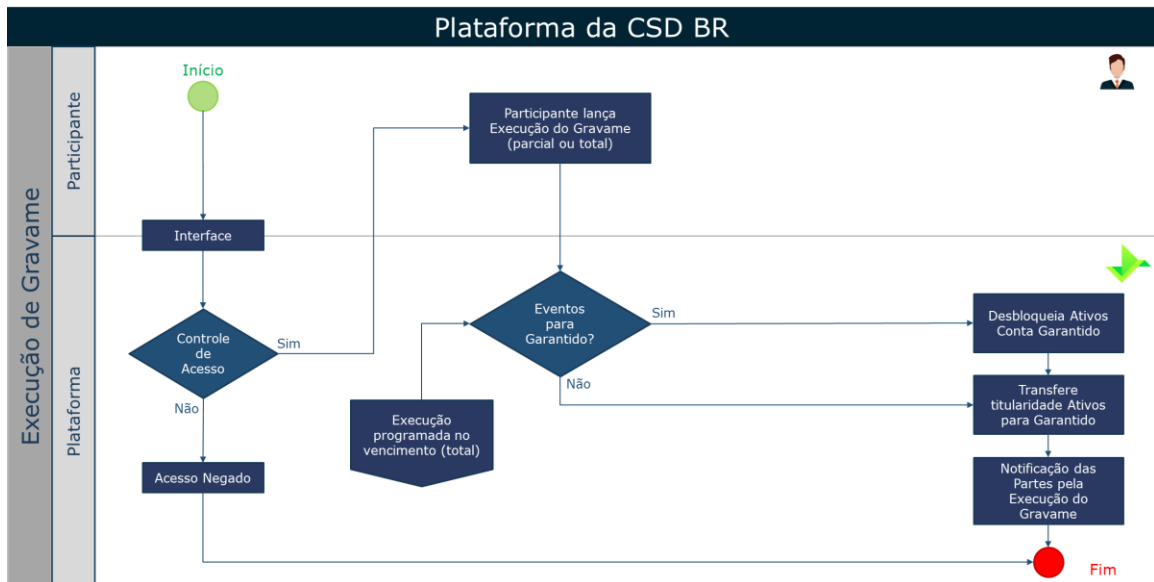 Plataforma da CSD BR
Execução de Gravame
Participante
Plataforma
Início
Participante lança
Execução do Gravame
(parcial ou total)
Interface
Controle
de
Acesso
Sim
Não
Acesso Negado
Eventos
para
Garantido?
Sim
Não
Execução
programada no
vencimento (total)
Desbloqueia Ativos
Conta Garantido
Transfere
titularidade Ativos
para Garantido
Notificação das
Partes pela
Execução do
Gravame
Fim